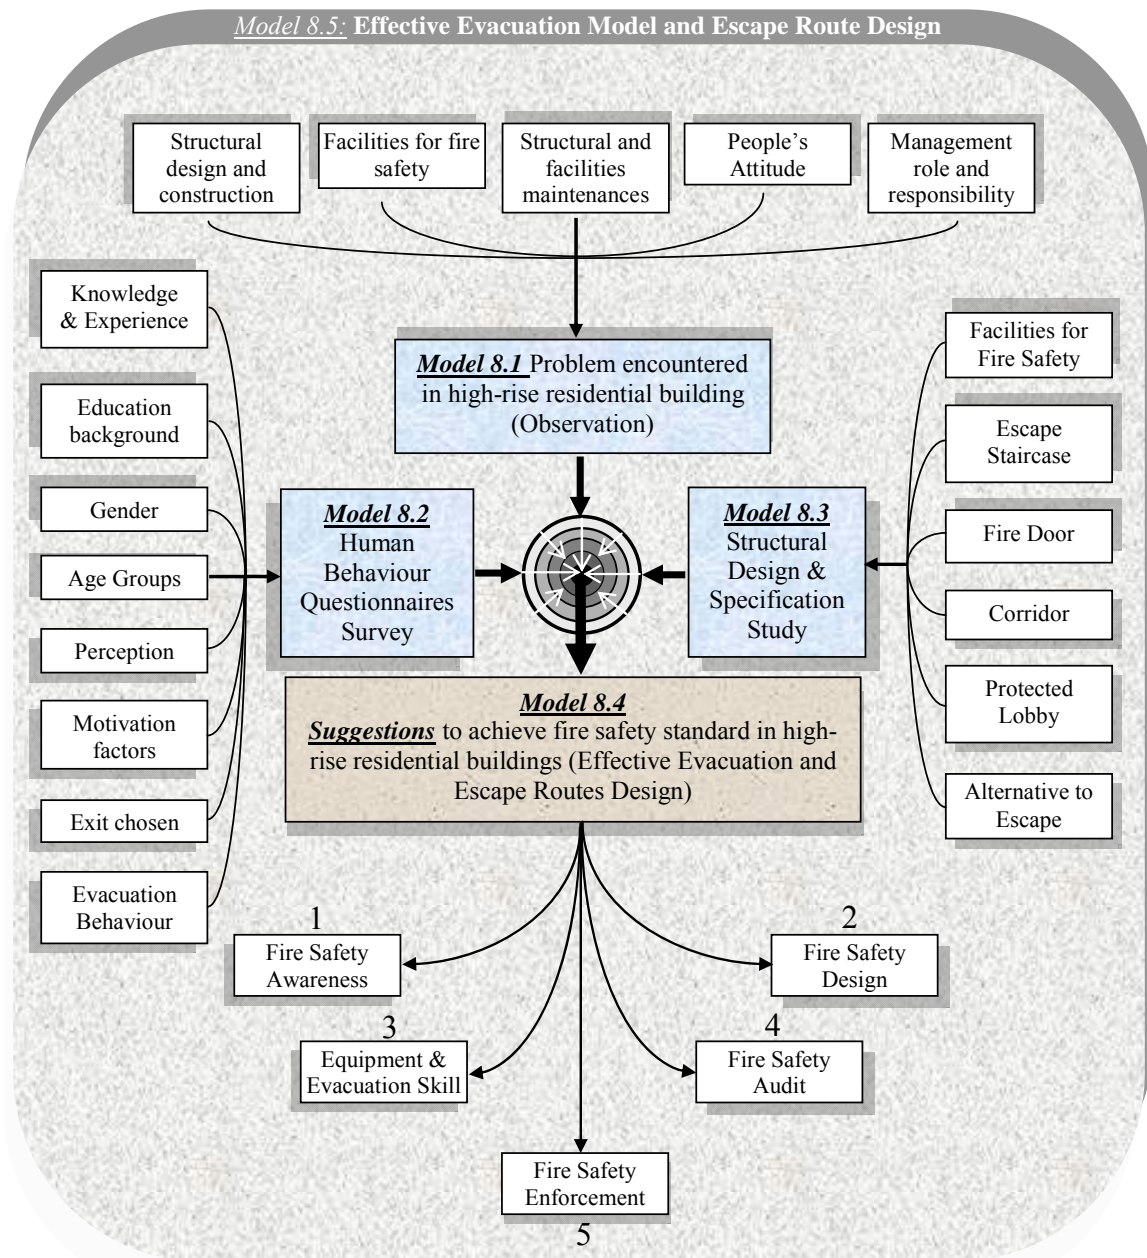 Model 8.5: Effective Evacuation Model and Escape Route Design
Structural
design and
construction
Facilities for fire
safety
Structural and
facilities
maintenances
People's
Attitude
Management
role and
responsibility
Knowledge
& Experience
Education
background
Gender
Age Groups
Perception
Motivation
factors
Exit chosen
Evacuation
Behaviour
Model 8.1 Problem encountered
in high-rise residential building
(Observation)
Model 8.2
Human
Behaviour
Questionnaires
Survey
Model 8.3
Structural
Design &
Specification
Study
Facilities for
Fire Safety
Escape
Staircase
Fire Door
Corridor
Protected
Lobby
Alternative to
Escape
Model 8.4
Suggestions to achieve fire safety standard in high-
rise residential buildings (Effective Evacuation and
Escape Routes Design)
1
Fire Safety
Awareness
2
Fire Safety
Design
3
Equipment &
Evacuation Skill
4
Fire Safety
Audit
Fire Safety
Enforcement
5